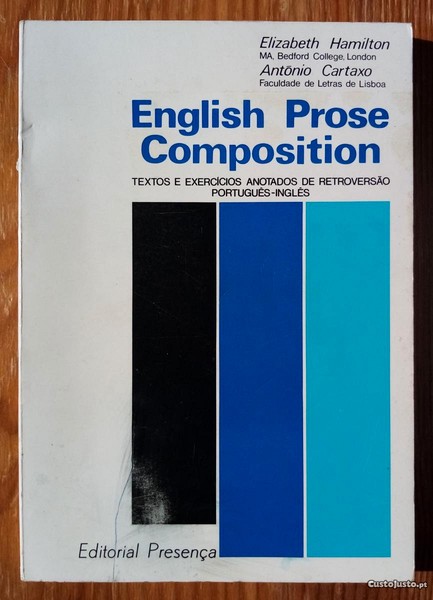 Elizabeth Hamilton
MA, Bedford College, London
António Cartaxo
Faculdade de Letras de Lisboa
English Prose
Composition
TEXTOS E EXERCÍCIOS ANOTADOS DE RETROVERSÃO
PORTUGUÊS-INGLÊS
Editorial Presença
CustoJusto.pt